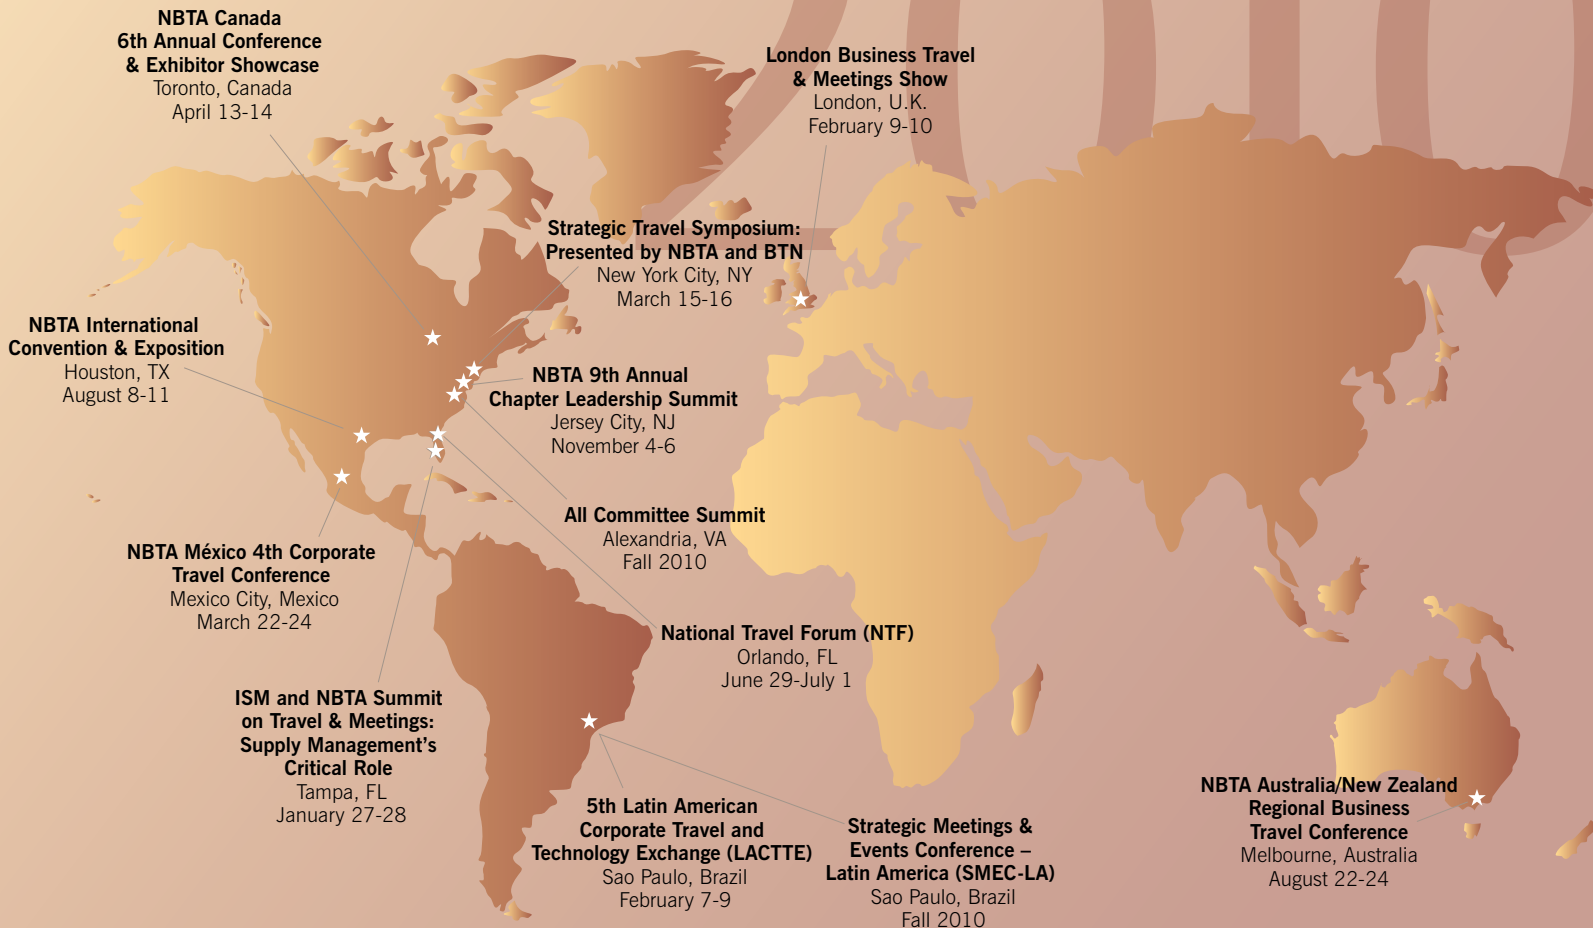 NBTA Canada
6th Annual Conference
& Exhibitor Showcase
Toronto, Canada
April 13-14
London Business Travel
& Meetings Show
London, U.K.
February 9-10
Strategic Travel Symposium:
Presented by NBTA and BTN
New York City, NY
March 15-16
NBTA International
Convention & Exposition
Houston, TX
August 8-11
NBTA 9th Annual
Chapter Leadership Summit
Jersey City, NJ
November 4-6
All Committee Summit
Alexandria, VA
Fall 2010
NBTA México 4th Corporate
Travel Conference
Mexico City, Mexico
March 22-24
National Travel Forum (NTF)
Orlando, FL
June 29-July 1
ISM and NBTA Summit
on Travel & Meetings:
Supply Management’s
Critical Role
Tampa, FL
January 27-28
5th Latin American
Corporate Travel and
Technology Exchange (LACTTE)
Sao Paulo, Brazil
February 7-9
Strategic Meetings &
Events Conference –
Latin America (SMEC-LA)
Sao Paulo, Brazil
Fall 2010
NBTA Australia/New Zealand
Regional Business
Travel Conference
Melbourne, Australia
August 22-24